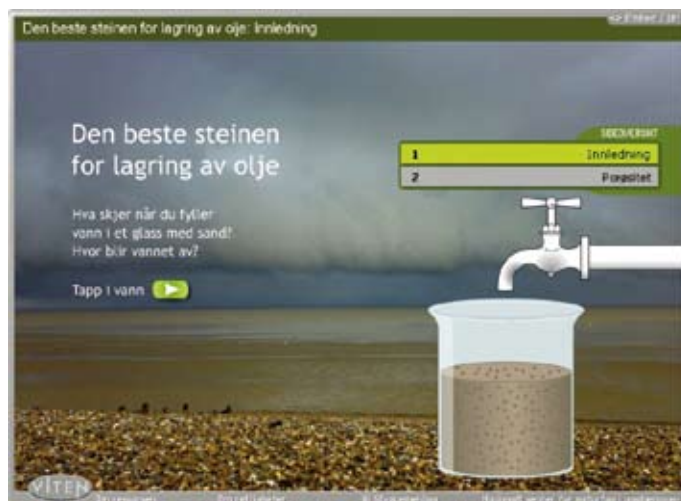 Den beste steinen for lagring av olje: Innledning
Den beste steinen
for lagring av olje
SIDEOVERSIKT
1 Innledning
2 Porøsitet
Hva skjer når du fyller
vann i et glass med sand?
Hvor blir vannet av?
Tapp i vann
VITEN